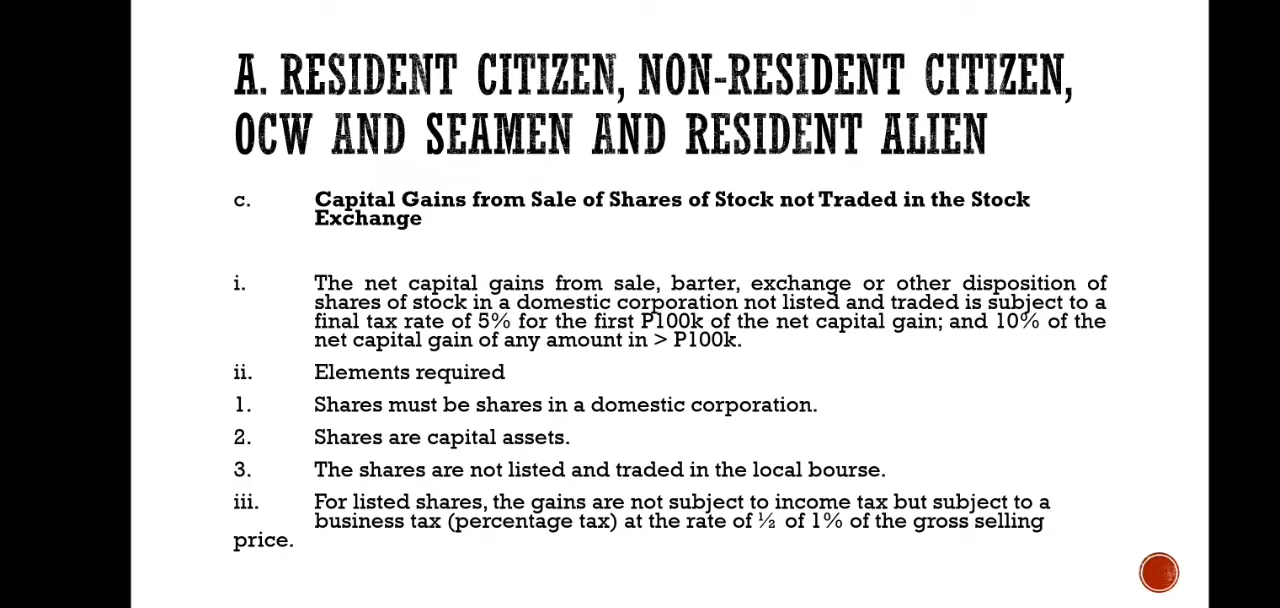 A. RESIDENT CITIZEN, NON-RESIDENT CITIZEN,
OCW AND SEAMEN AND RESIDENT ALIEN
c. Capital Gains from Sale of Shares of Stock not Traded in the Stock
Exchange
i. The net capital gains from sale, barter, exchange or other disposition of
shares of stock in a domestic corporation not listed and traded is subject to a
final tax rate of 5% for the first P100k of the net capital gain; and 10% of the
net capital gain of any amount in > P100k.
ii. Elements required
1. Shares must be shares in a domestic corporation.
2. Shares are capital assets.
3. The shares are not listed and traded in the local bourse.
iii. For listed shares, the gains are not subject to income tax but subject to a
business tax (percentage tax) at the rate of ½ of 1% of the gross selling
price.